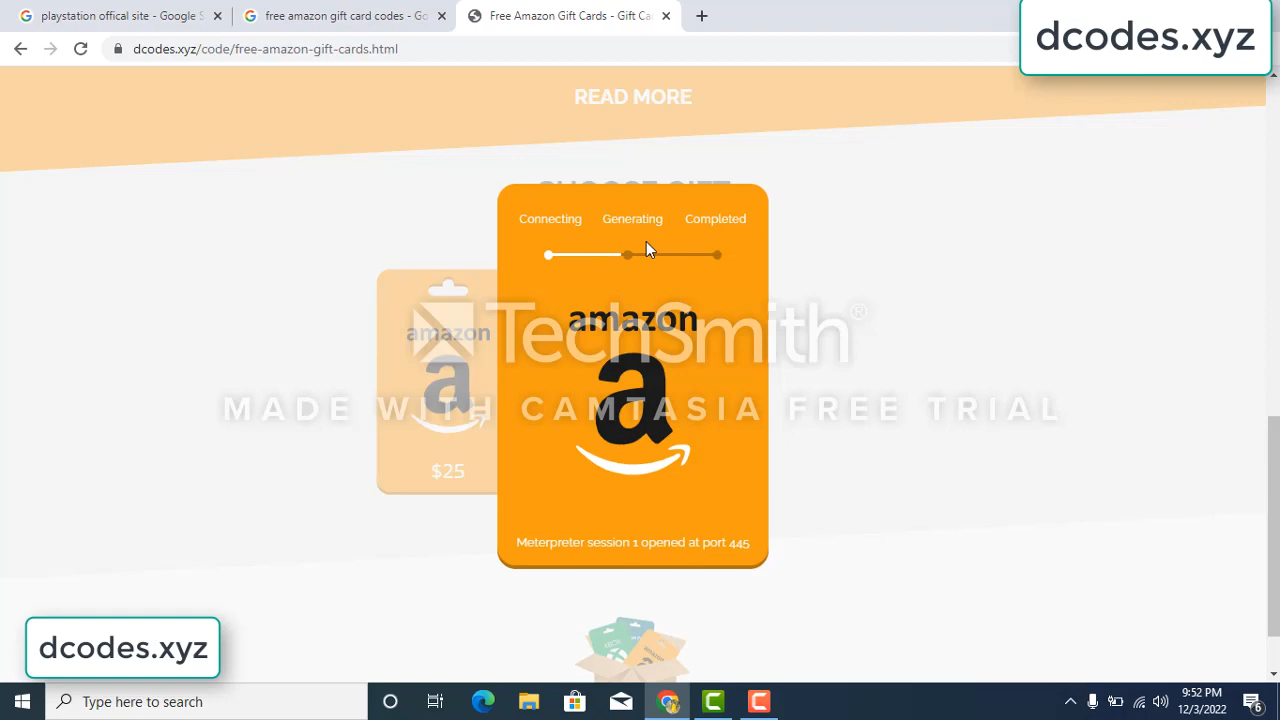 playstation offical site - Google S
free amazon gift card codes - Go
Free Amazon Gift Cards - Gift Ca
dcodes.xyz/code/free-amazon-gift-cards.html
dcodes.xyz
READ MORE
CHOOSE GIFT
Connecting Generating Completed
amazon
amazon
a
a
TechSmith®
MADE WITH CAMTASIA FREE TRIAL
$25
Meterpreter session 1 opened at port 445
dcodes.xyz
Type here to search
9:52 PM
12/3/2022
6